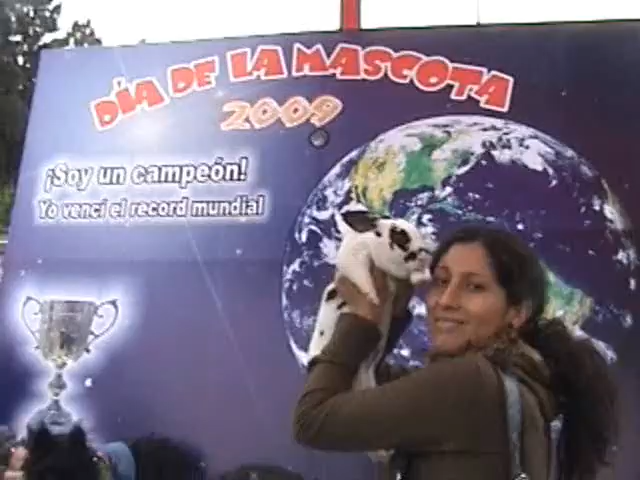 DÍA DE LA MASCOTA
2009
¡Soy un campeón!
Yo vencí el record mundial